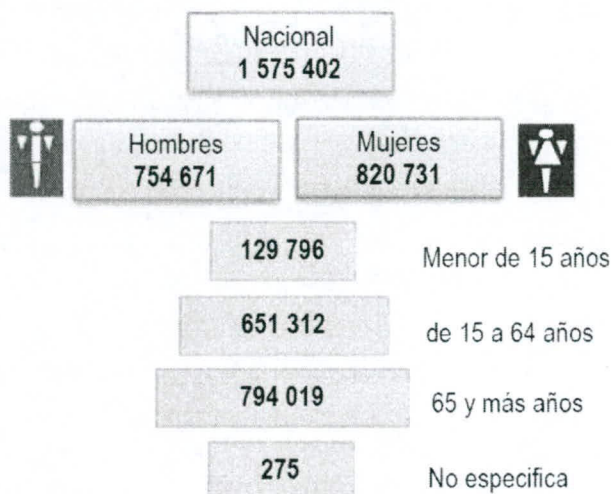 Nacional
1 575 402
Hombres
754 671
Mujeres
820 731
129 796 Menor de 15 años
651 312 de 15 a 64 años
794 019 65 y más años
275 No especifica